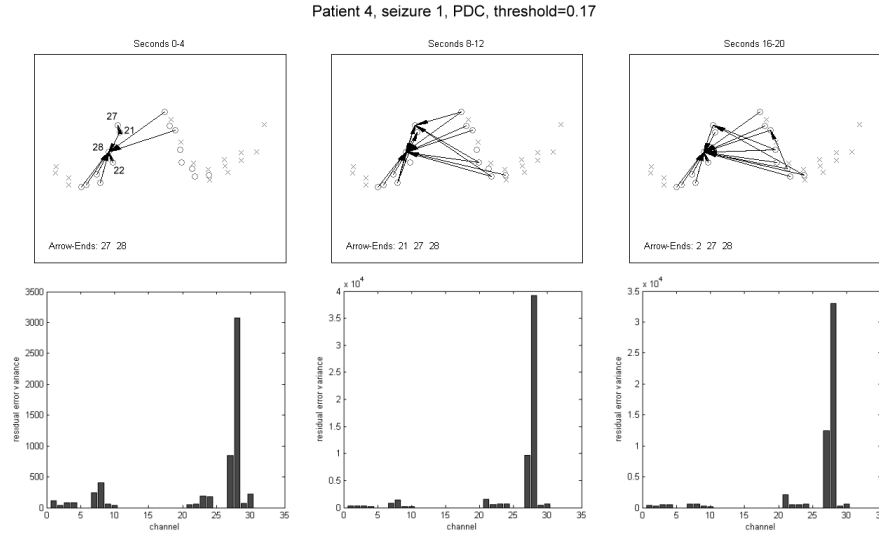 Patient 4, seizure 1, PDC, threshold=0.17
Seconds 0-4
27
21
28
22
Arrow-Ends: 27 28
Seconds 8-12
Arrow-Ends: 21 27 28
Seconds 16-20
Arrow-Ends: 2 27 28
3500
3000
2500
2000
1500
1000
500
0
residual error variance
0 5 10 15 20 25 30 35
channel
x 10^4
4
3.5
3
2.5
2
1.5
1
0.5
0
residual error variance
0 5 10 15 20 25 30 35
channel
x 10^4
3.5
3
2.5
2
1.5
1
0.5
0
residual error variance
0 5 10 15 20 25 30 35
channel